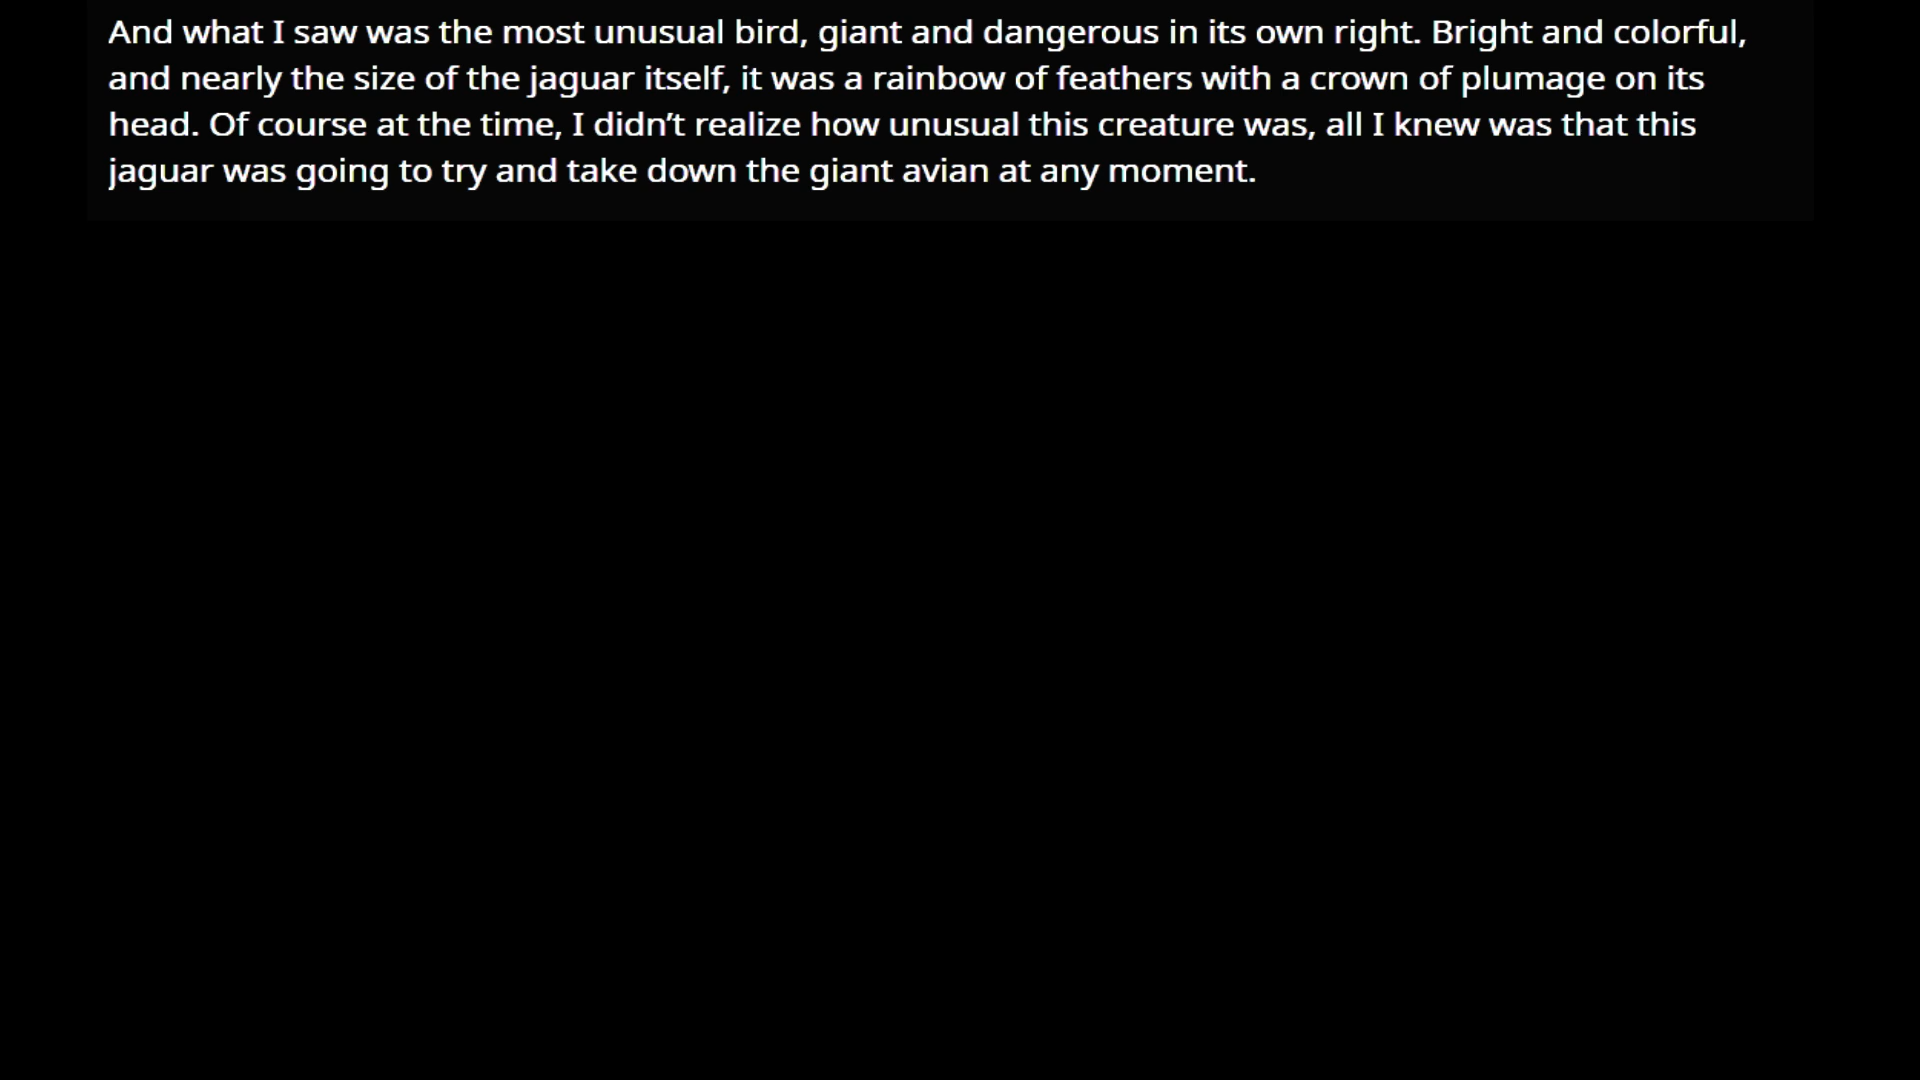 And what I saw was the most unusual bird, giant and dangerous in its own right. Bright and colorful,
and nearly the size of the jaguar itself, it was a rainbow of feathers with a crown of plumage on its
head. Of course at the time, I didn’t realize how unusual this creature was, all I knew was that this
jaguar was going to try and take down the giant avian at any moment.